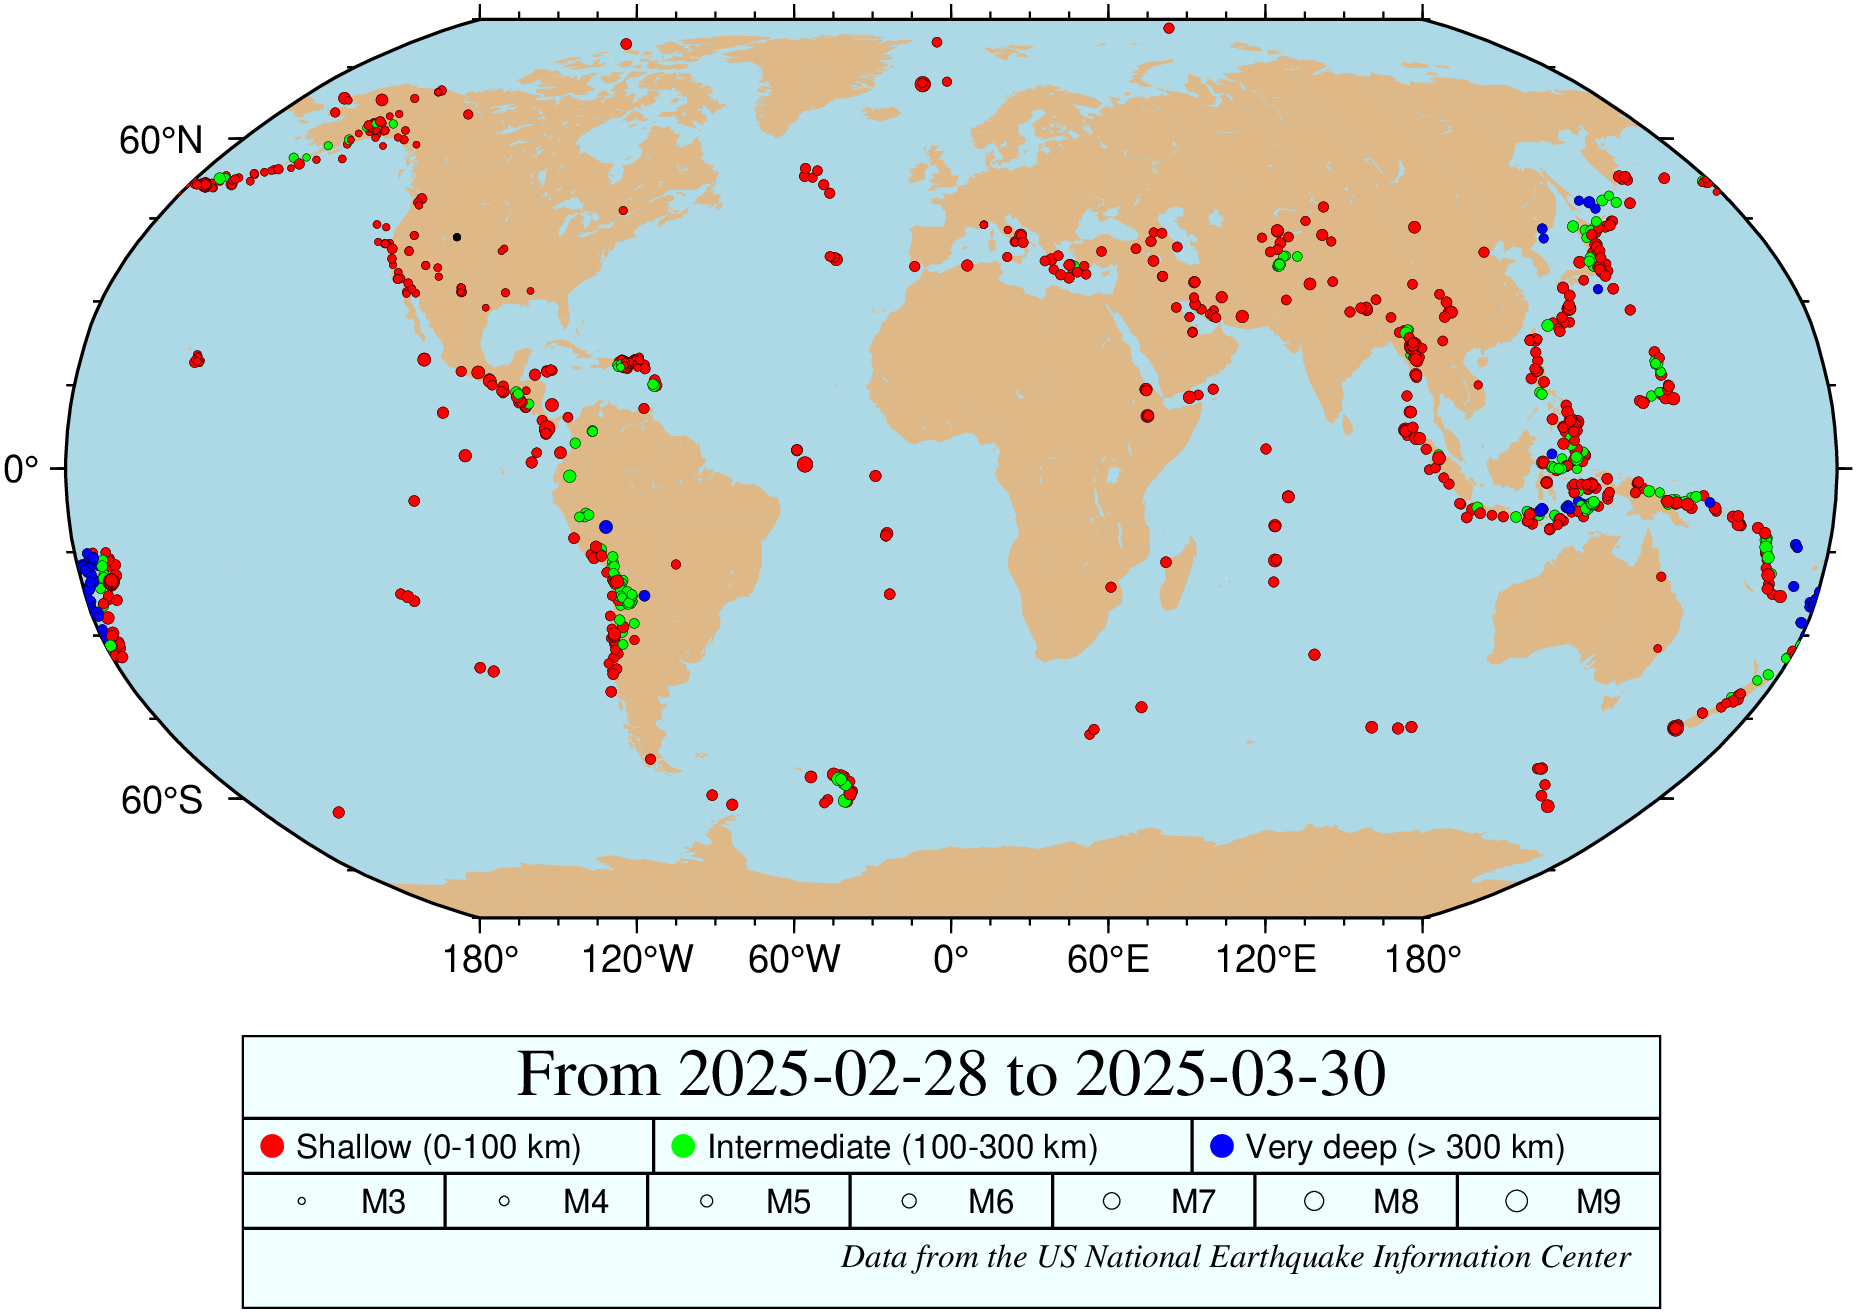 60°N
0°
60°S
180° 120°W 60°W 0° 60°E 120°E 180°
From 2025-02-28 to 2025-03-30
Shallow (0-100 km) Intermediate (100-300 km) Very deep (> 300 km)
M3 M4 M5 M6 M7 M8 M9
Data from the US National Earthquake Information Center